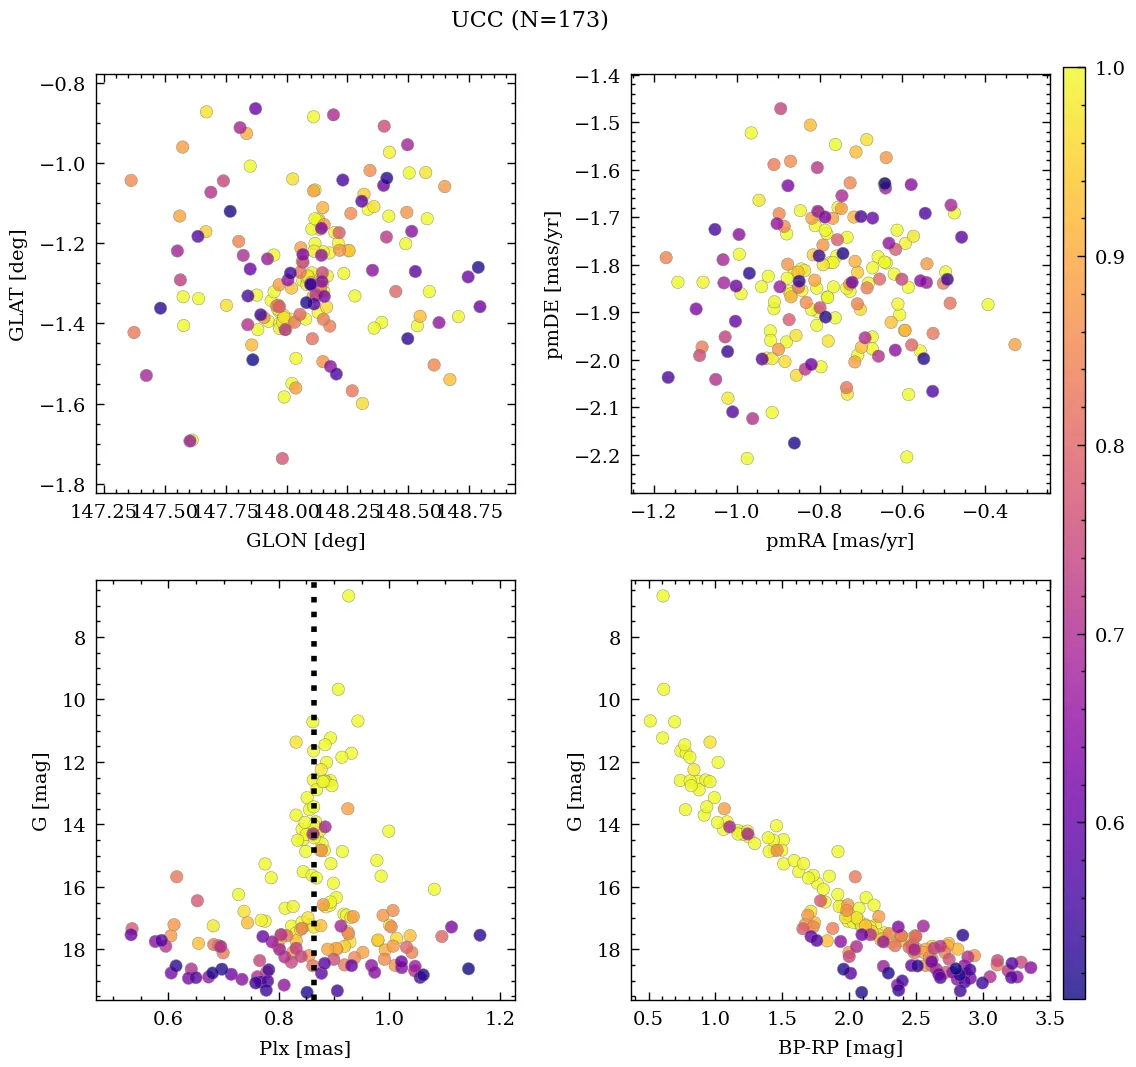 UCC (N=173)
−0.8
−1.0
−1.2
−1.4
−1.6
−1.8
GLAT [deg]
147.25 147.50 147.75 148.00 148.25 148.50 148.75
GLON [deg]
−1.4
−1.5
−1.6
−1.7
−1.8
−1.9
−2.0
−2.1
−2.2
pmDE [mas/yr]
−1.2 −1.0 −0.8 −0.6 −0.4
pmRA [mas/yr]
8
10
12
14
16
18
G [mag]
0.6 0.8 1.0 1.2
Plx [mas]
8
10
12
14
16
18
G [mag]
0.5 1.0 1.5 2.0 2.5 3.0 3.5
BP-RP [mag]
1.0
0.9
0.8
0.7
0.6